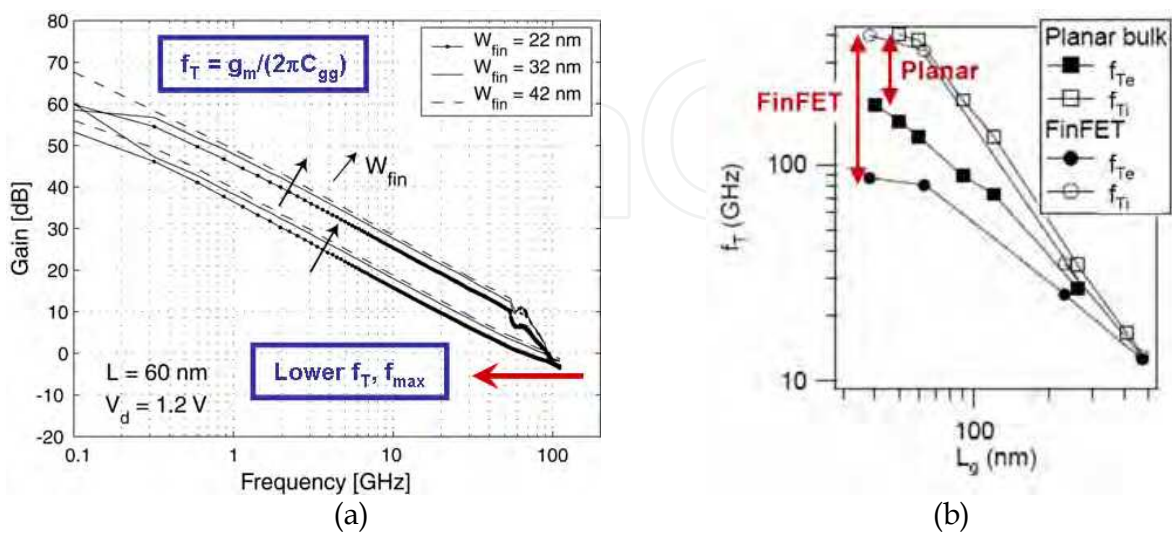 f_T = g_m/(2πC_gg)
W_fin = 22 nm
W_fin = 32 nm
W_fin = 42 nm
W_fin
Lower f_T, f_max
L = 60 nm
V_d = 1.2 V
Gain [dB]
80
70
60
50
40
30
20
10
0
-10
-20
0.1
1
10
100
Frequency [GHz]
(a)
Planar bulk
f_Te
f_Ti
FinFET
f_Te
f_Ti
Planar
FinFET
f_T (GHz)
100
10
100
L_g (nm)
(b)